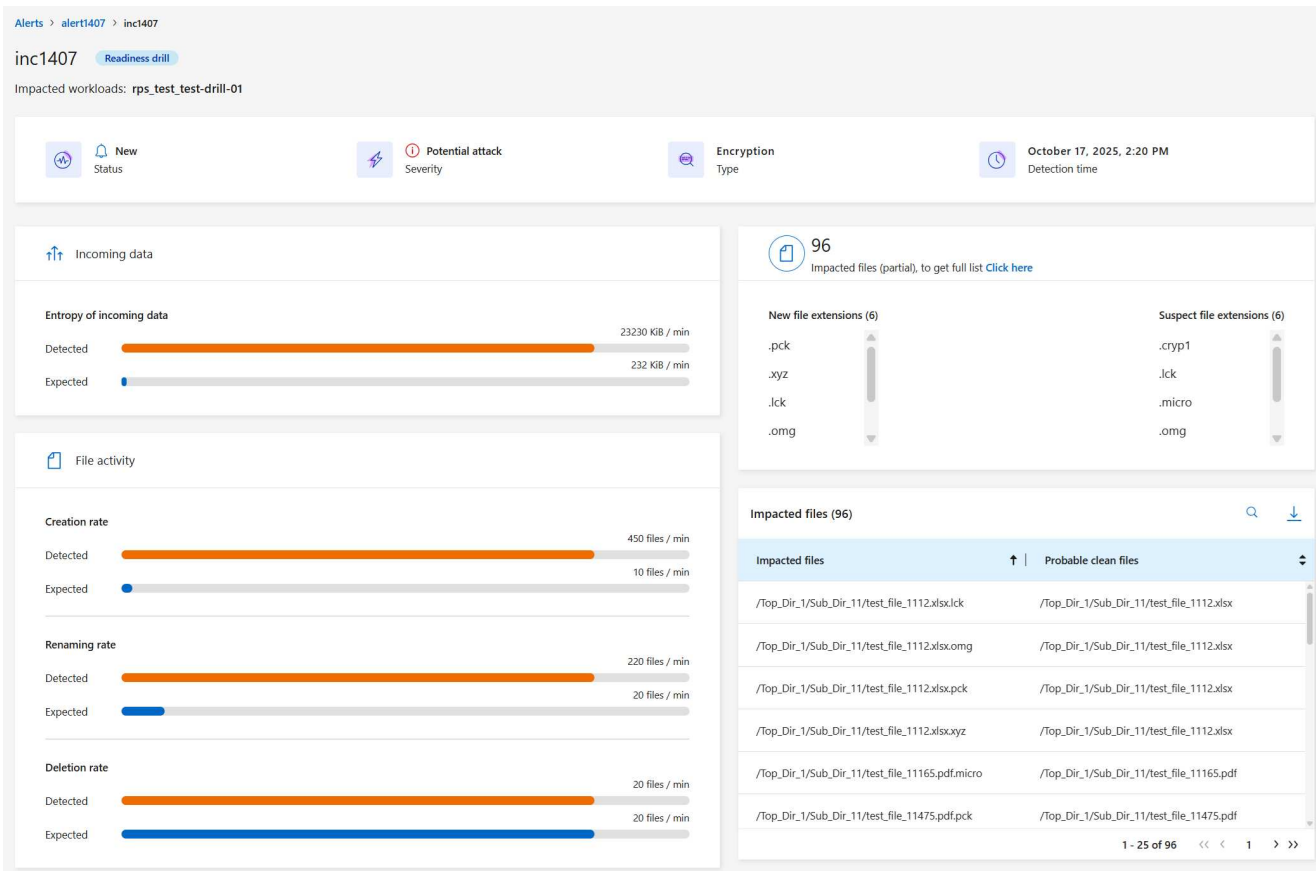 Alerts > alert1407 > inc1407
inc1407 Readiness drill
Impacted workloads: rps_test_test-drill-01
New
Status
Potential attack
Severity
Encryption
Type
October 17, 2025, 2:20 PM
Detection time
Incoming data
Entropy of incoming data
23230 KiB / min
Detected
232 KiB / min
Expected
File activity
Creation rate
450 files / min
Detected
10 files / min
Expected
Renaming rate
220 files / min
Detected
20 files / min
Expected
Deletion rate
20 files / min
Detected
20 files / min
Expected
96
Impacted files (partial), to get full list Click here
New file extensions (6)
.pck
.xyz
.lck
.omg
Suspect file extensions (6)
.cryp1
.lck
.micro
.omg
Impacted files (96)
Impacted files Probable clean files
/Top_Dir_1/Sub_Dir_11/test_file_1112.xlsx.lck /Top_Dir_1/Sub_Dir_11/test_file_1112.xlsx
/Top_Dir_1/Sub_Dir_11/test_file_1112.xlsx.omg /Top_Dir_1/Sub_Dir_11/test_file_1112.xlsx
/Top_Dir_1/Sub_Dir_11/test_file_1112.xlsx.pck /Top_Dir_1/Sub_Dir_11/test_file_1112.xlsx
/Top_Dir_1/Sub_Dir_11/test_file_1112.xlsx.xyz /Top_Dir_1/Sub_Dir_11/test_file_1112.xlsx
/Top_Dir_1/Sub_Dir_11/test_file_11165.pdf.micro /Top_Dir_1/Sub_Dir_11/test_file_11165.pdf
/Top_Dir_1/Sub_Dir_11/test_file_11475.pdf.pck /Top_Dir_1/Sub_Dir_11/test_file_11475.pdf
1 - 25 of 96 << < 1 > >>